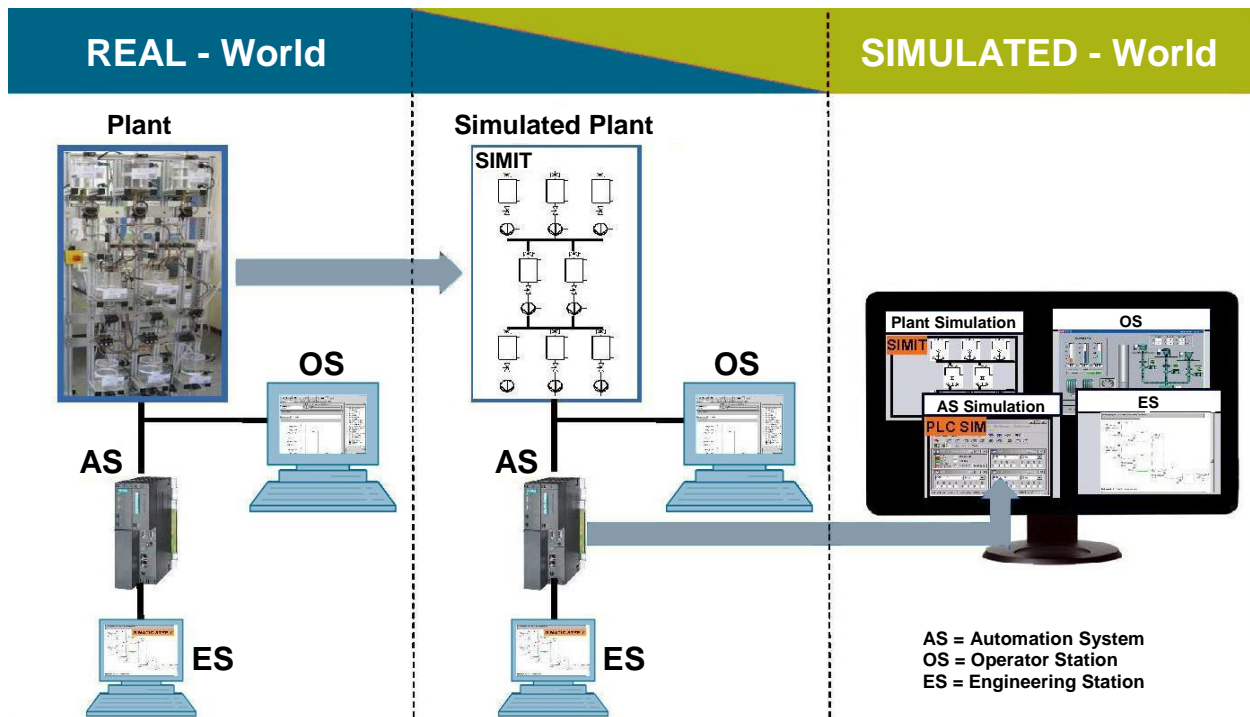 REAL - World
SIMULATED - World
Plant
OS
AS
ES
Simulated Plant
SIMIT
OS
AS
ES
Plant Simulation
SIMIT
OS
AS Simulation
PLC SIM
ES
AS = Automation System
OS = Operator Station
ES = Engineering Station